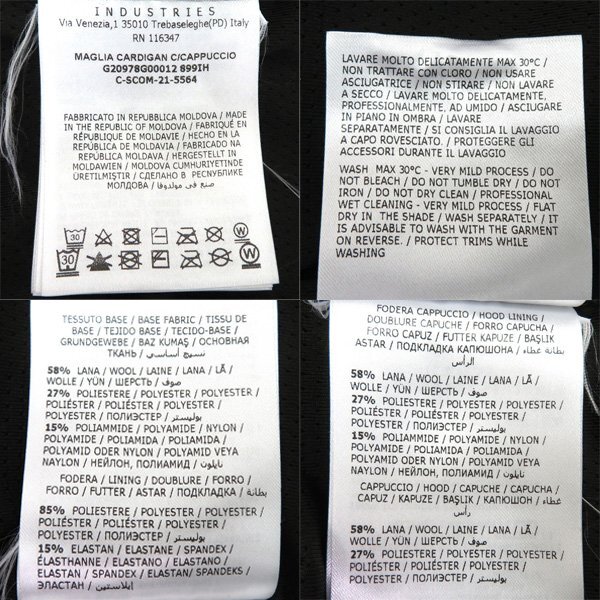 INDUSTRIES
Via Venezia,1 35010 Trebaseleghe(PD) Italy
RN 116347
MAGLIA CARDIGAN C/CAPPUCCIO
G20978G00012 899IH
C-SCOM-21-5564
FABBRICATO IN REPUBBLICA MOLDOVA / MADE
IN THE REPUBLIC OF MOLDOVA / FABRIQUÉ EN
RÉPUBLIQUE DE MOLDAVIE / HECHO EN LA
REPÚBLICA DE MOLDAVIA / FABRICADO NA
REPÚBLICA MOLDAVA / HERGESTELLT IN
MOLDAWIEN / MOLDOVA CUMHURIYETINDE
ÜRETILMIŞTIR / СДЕЛАНО В РЕСПУБЛИКЕ
МОЛДОВА / صنع في مولدوفا
30 W
30 W
LAVARE MOLTO DELICATAMENTE MAX 30°C /
NON TRATTARE CON CLORO / NON USARE
ASCIUGATRICE / NON STIRARE / NON LAVARE
A SECCO / LAVARE MOLTO DELICATAMENTE,
PROFESSIONALMENTE, AD UMIDO / ASCIUGARE
IN PIANO IN OMBRA / LAVARE
SEPARATAMENTE / SI CONSIGLIA IL LAVAGGIO
A CAPO ROVESCIATO. / PROTEGGERE GLI
ACCESSORI DURANTE IL LAVAGGIO
WASH MAX 30°C - VERY MILD PROCESS / DO
NOT BLEACH / DO NOT TUMBLE DRY / DO NOT
IRON / DO NOT DRY CLEAN / PROFESSIONAL
WET CLEANING - VERY MILD PROCESS / FLAT
DRY IN THE SHADE / WASH SEPARATELY / IT
IS ADVISABLE TO WASH WITH THE GARMENT
ON REVERSE. / PROTECT TRIMS WHILE
WASHING
TESSUTO BASE / BASE FABRIC / TISSU DE
BASE / TEJIDO BASE / TECIDO-BASE /
GRUNDGEWEBE / BAZ KUMAŞ / ОСНОВНАЯ
ТКАНЬ / نسيج أساسي
58% LANA / WOOL / LAINE / LANA / LÃ /
WOLLE / YÜN / ШЕРСТЬ / صوف
27% POLIESTERE / POLYESTER / POLYESTER /
POLIÉSTER / POLIÉSTER / POLYESTER /
POLYESTER / ПОЛИЭСТЕР / بوليستر
15% POLIAMMIDE / POLYAMIDE / NYLON /
POLYAMIDE / POLIAMIDA / POLIAMIDA /
POLYAMID ODER NYLON / POLYAMID VEYA
NAYLON / НЕЙЛОН, ПОЛИАМИД / نايلون
FODERA / LINING / DOUBLURE / FORRO /
FORRO / FUTTER / ASTAR / ПОДКЛАДКА / بطانة
85% POLIESTERE / POLYESTER / POLYESTER /
POLIÉSTER / POLIÉSTER / POLYESTER /
POLYESTER / ПОЛИЭСТЕР / بوليستر
15% ELASTAN / ELASTANE / SPANDEX /
ÉLASTHANNE / ELASTANO / ELASTANO /
ELASTAN / SPANDEX / ELASTAN / SPANDEKS /
ЭЛАСТАН / إيلاستان
FODERA CAPPUCCIO / HOOD LINING /
DOUBLURE CAPUCHE / FORRO CAPUCHA /
FORRO CAPUZ / FUTTER KAPUZE / BAŞLIK
ASTAR / ПОДКЛАДКА КАПЮШОНА / بطانة غطاء
الرأس
58% LANA / WOOL / LAINE / LANA / LÃ /
WOLLE / YÜN / ШЕРСТЬ / صوف
27% POLIESTERE / POLYESTER / POLYESTER /
POLIÉSTER / POLIÉSTER / POLYESTER /
POLYESTER / ПОЛИЭСТЕР / بوليستر
15% POLIAMMIDE / POLYAMIDE / NYLON /
POLYAMIDE / POLIAMIDA / POLIAMIDA /
POLYAMID ODER NYLON / POLYAMID VEYA
NAYLON / НЕЙЛОН, ПОЛИАМИД / نايلون
CAPPUCCIO / HOOD / CAPUCHE / CAPUCHA /
CAPUZ / KAPUZE / BAŞLIK / КАПЮШОН / غطاء
رأس
58% LANA / WOOL / LAINE / LANA / LÃ /
WOLLE / YÜN / ШЕРСТЬ / صوف
27% POLIESTERE / POLYESTER / POLYESTER /
POLIÉSTER / POLIÉSTER / POLYESTER /
POLYESTER / ПОЛИЭСТЕР / بوليستر